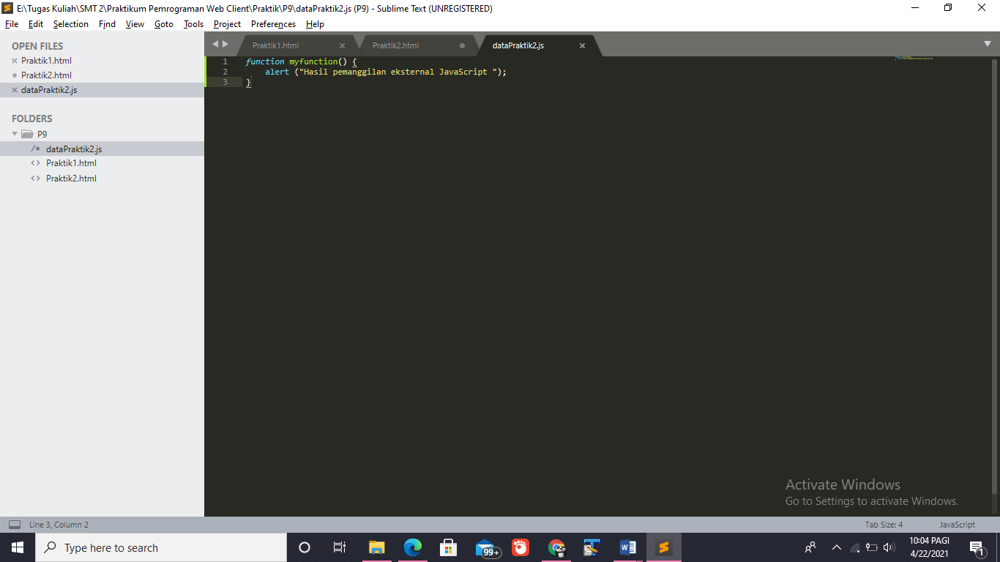 E:\Tugas Kuliah\SMT 2\Praktikum Pemrograman Web Client\Praktik\P9\dataPraktik2.js (P9) - Sublime Text (UNREGISTERED)
File Edit Selection Find View Goto Tools Project Preferences Help
OPEN FILES
Praktik1.html
Praktik2.html
dataPraktik2.js
FOLDERS
P9
/* dataPraktik2.js
<> Praktik1.html
<> Praktik2.html
Praktik1.html Praktik2.html dataPraktik2.js
1 function myfunction() {
2 alert ("Hasil pemanggilan eksternal JavaScript ");
3 }
Activate Windows
Go to Settings to activate Windows.
Line 3, Column 2 Tab Size: 4 JavaScript
Type here to search 99+ 10:04 PAGI
4/22/2021 1